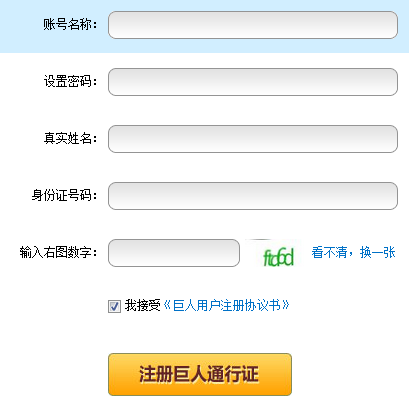 账号名称：
设置密码：
真实姓名：
身份证号码：
输入右图数字： 看不清，换一张
我接受《巨人用户注册协议书》
注册巨人通行证